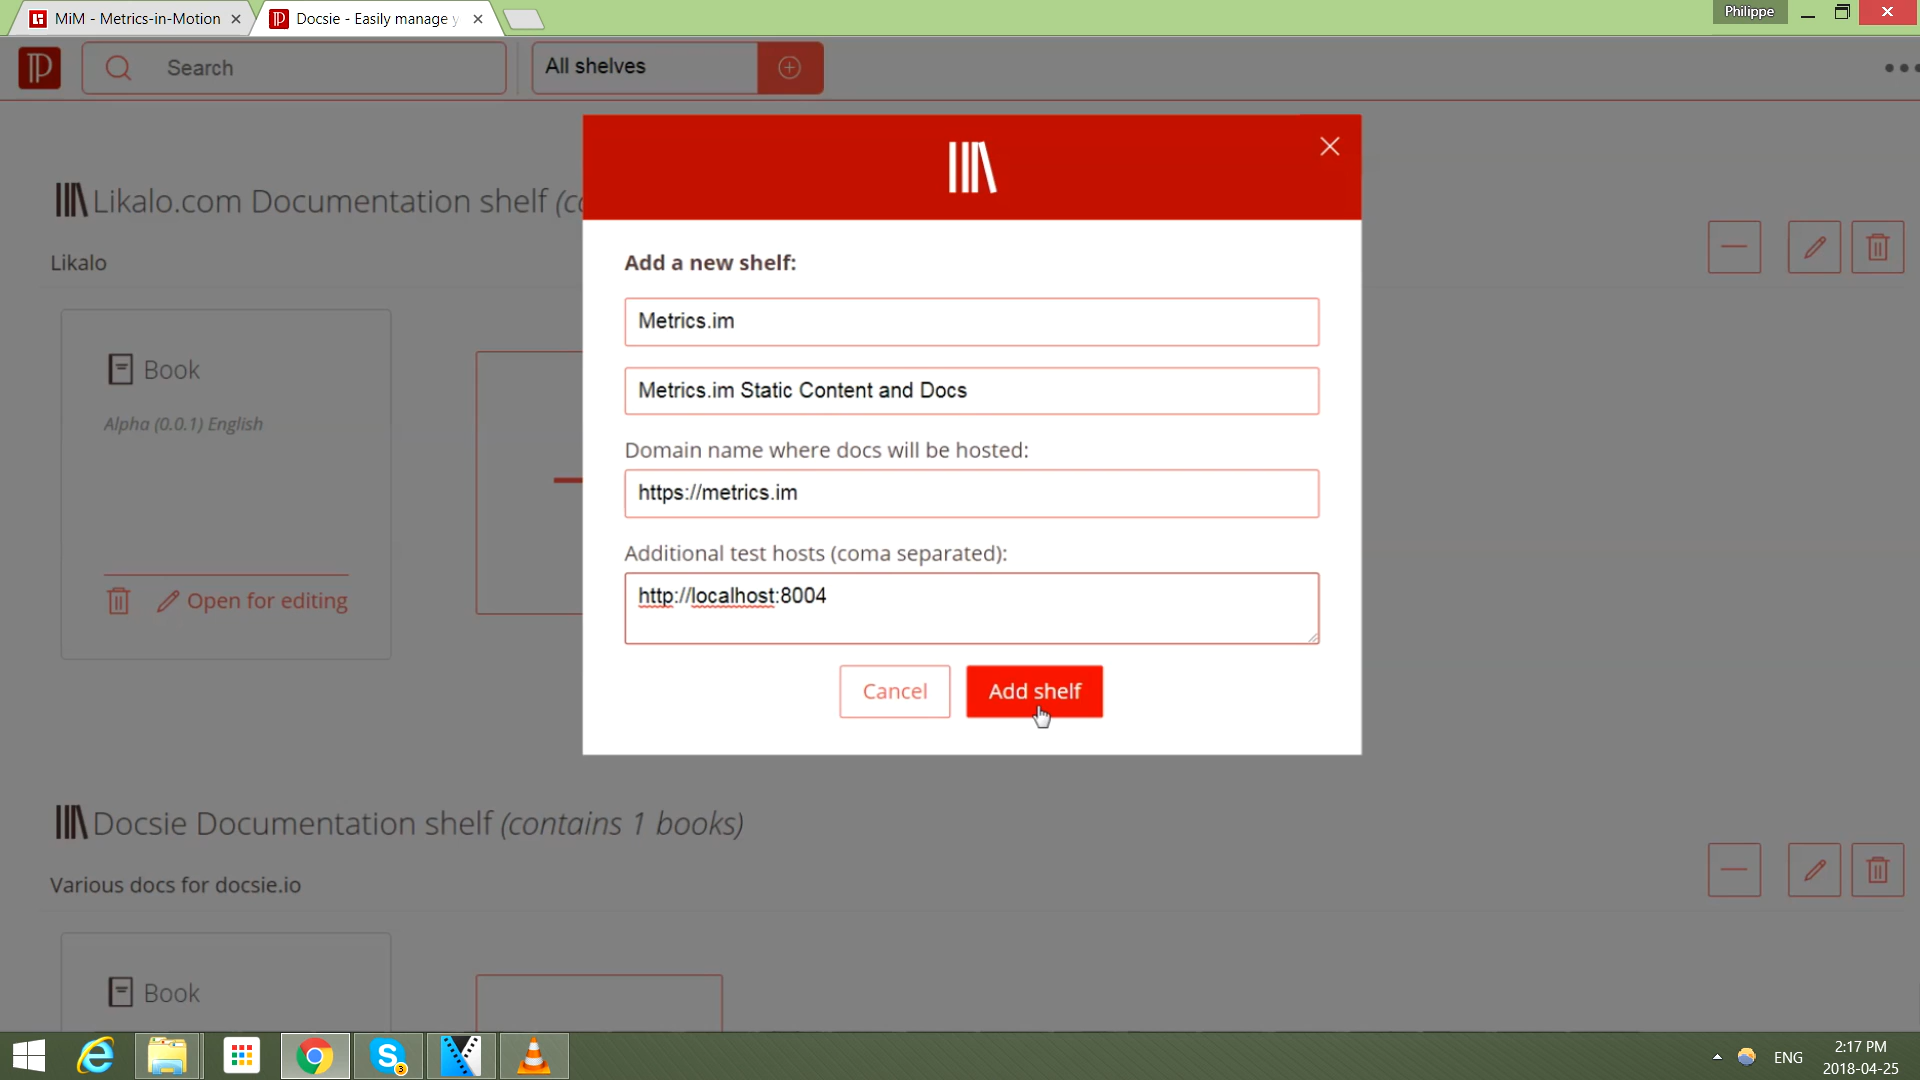 MiM - Metrics-in-Motion
Docsie - Easily manage y
Philippe
Search
All shelves
Likalo.com Documentation shelf (co
Likalo
Book
Alpha (0.0.1) English
Open for editing
Add a new shelf:
Metrics.im
Metrics.im Static Content and Docs
Domain name where docs will be hosted:
https://metrics.im
Additional test hosts (coma separated):
http://localhost:8004
Cancel
Add shelf
Docsie Documentation shelf (contains 1 books)
Various docs for docsie.io
Book
3
ENG
2:17 PM
2018-04-25